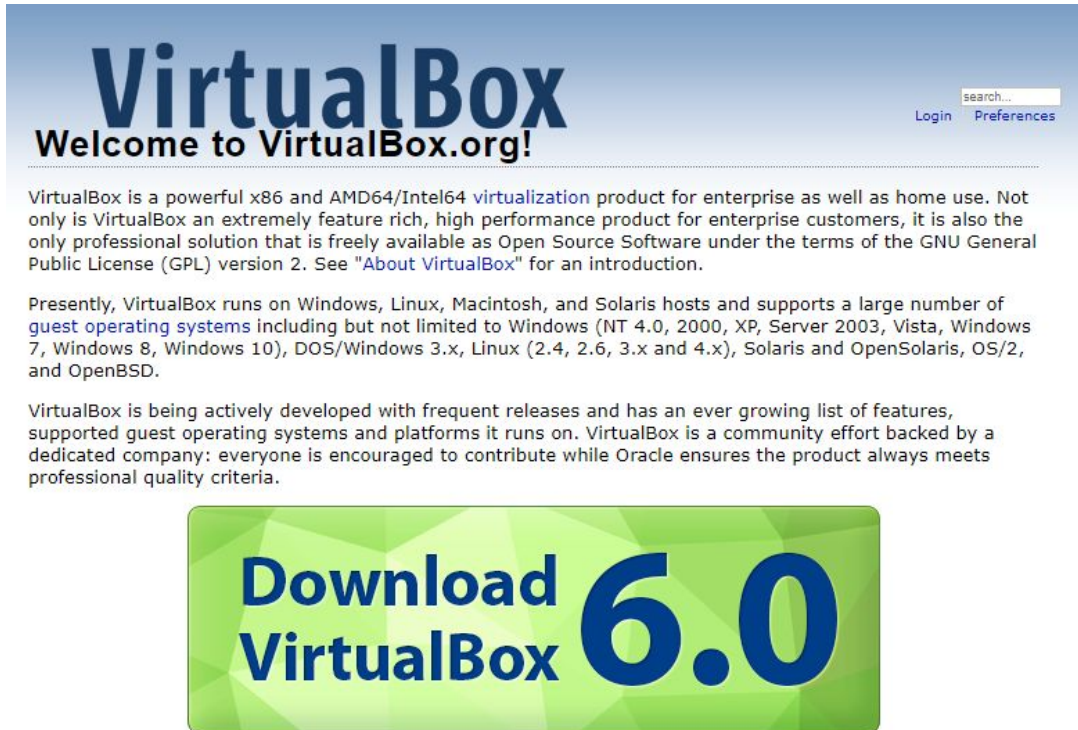 VirtualBox
search...
Login Preferences
Welcome to VirtualBox.org!
VirtualBox is a powerful x86 and AMD64/Intel64 virtualization product for enterprise as well as home use. Not
only is VirtualBox an extremely feature rich, high performance product for enterprise customers, it is also the
only professional solution that is freely available as Open Source Software under the terms of the GNU General
Public License (GPL) version 2. See "About VirtualBox" for an introduction.
Presently, VirtualBox runs on Windows, Linux, Macintosh, and Solaris hosts and supports a large number of
guest operating systems including but not limited to Windows (NT 4.0, 2000, XP, Server 2003, Vista, Windows
7, Windows 8, Windows 10), DOS/Windows 3.x, Linux (2.4, 2.6, 3.x and 4.x), Solaris and OpenSolaris, OS/2,
and OpenBSD.
VirtualBox is being actively developed with frequent releases and has an ever growing list of features,
supported guest operating systems and platforms it runs on. VirtualBox is a community effort backed by a
dedicated company: everyone is encouraged to contribute while Oracle ensures the product always meets
professional quality criteria.
Download
VirtualBox
6.0